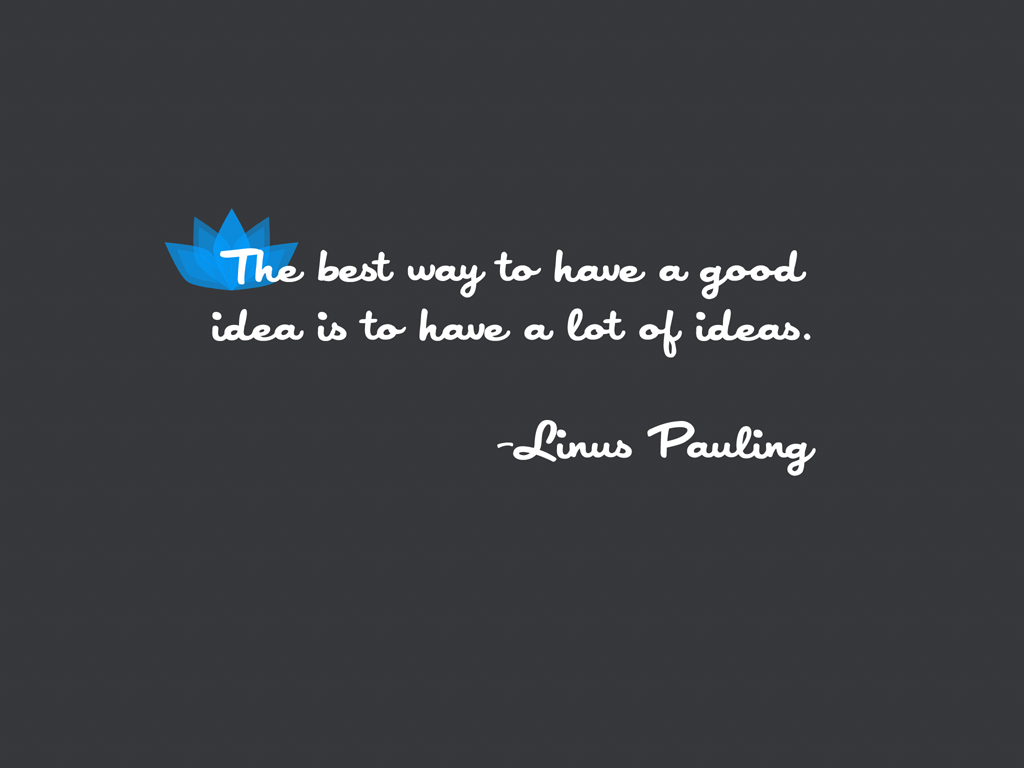 The best way to have a good
idea is to have a lot of ideas.
-Linus Pauling